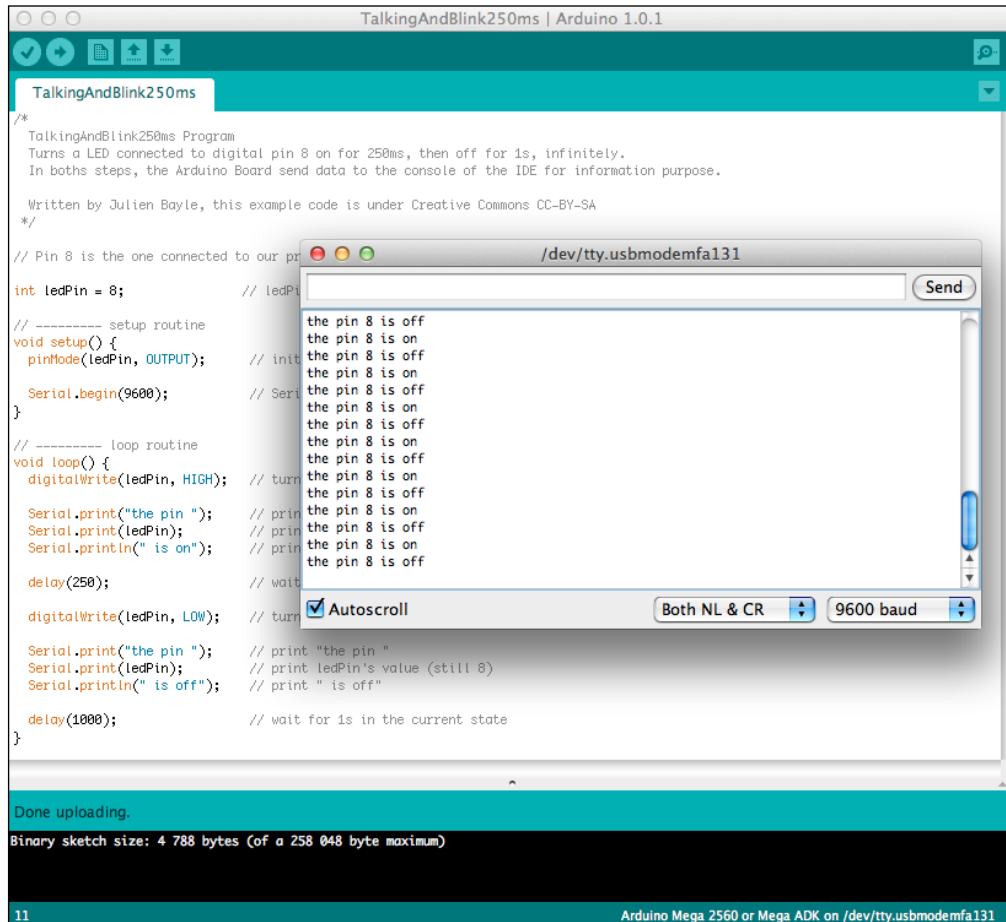 TalkingAndBlink250ms | Arduino 1.0.1
TalkingAndBlink250ms
/*
TalkingAndBlink250ms Program
Turns a LED connected to digital pin 8 on for 250ms, then off for 1s, infinitely.
In boths steps, the Arduino Board send data to the console of the IDE for information purpose.
Written by Julien Bayle, this example code is under Creative Commons CC-BY-SA
*/
// Pin 8 is the one connected to our pr
int ledPin = 8; // ledPi
// --------- setup routine
void setup() {
pinMode(ledPin, OUTPUT); // init
Serial.begin(9600); // Seri
}
// --------- loop routine
void loop() {
digitalWrite(ledPin, HIGH); // turn
Serial.print("the pin "); // prin
Serial.print(ledPin); // prin
Serial.println(" is on"); // prin
delay(250); // wait
digitalWrite(ledPin, LOW); // turn
Serial.print("the pin "); // print "the pin "
Serial.print(ledPin); // print ledPin's value (still 8)
Serial.println(" is off"); // print " is off"
delay(1000); // wait for 1s in the current state
}
/dev/tty.usbmodemfa131
Send
the pin 8 is off
the pin 8 is on
the pin 8 is off
the pin 8 is on
the pin 8 is off
the pin 8 is on
the pin 8 is off
the pin 8 is on
the pin 8 is off
the pin 8 is on
the pin 8 is off
the pin 8 is on
the pin 8 is off
the pin 8 is on
the pin 8 is off
Autoscroll
Both NL & CR
9600 baud
Done uploading.
Binary sketch size: 4 788 bytes (of a 258 048 byte maximum)
11
Arduino Mega 2560 or Mega ADK on /dev/tty.usbmodemfa131